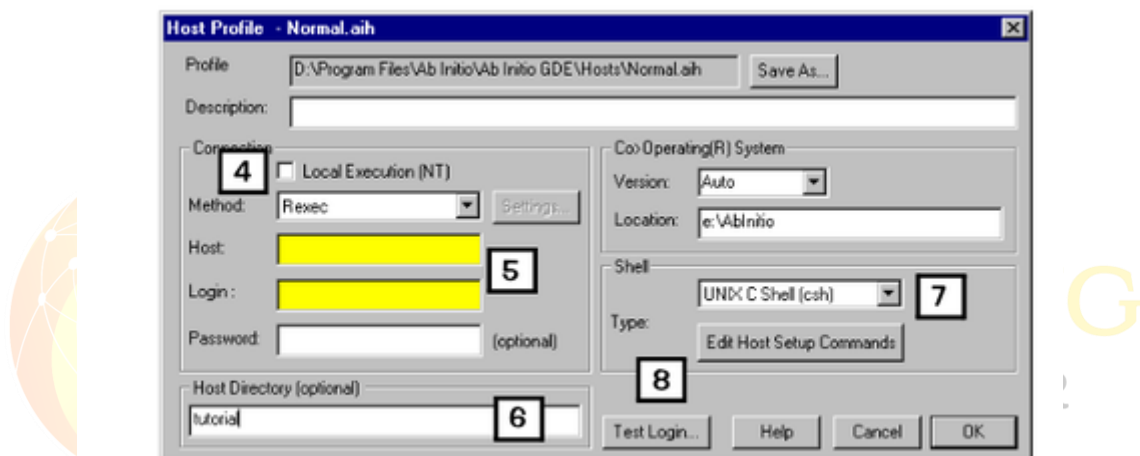 Host Profile - Normal.aih
Profile
D:\Program Files\Ab Initio\Ab Initio GDE\Hosts\Normal.aih
Save As...
Description:
Connection
4
Local Execution (NT)
Method:
Rexec
Settings...
Host:
5
Login :
Password:
(optional)
Host Directory (optional)
tutorial
6
Co>Operating(R) System
Version:
Auto
Location:
e:\AbInitio
Shell
UNIX C Shell (csh)
7
Type:
Edit Host Setup Commands
8
Test Login...
Help
Cancel
OK
G